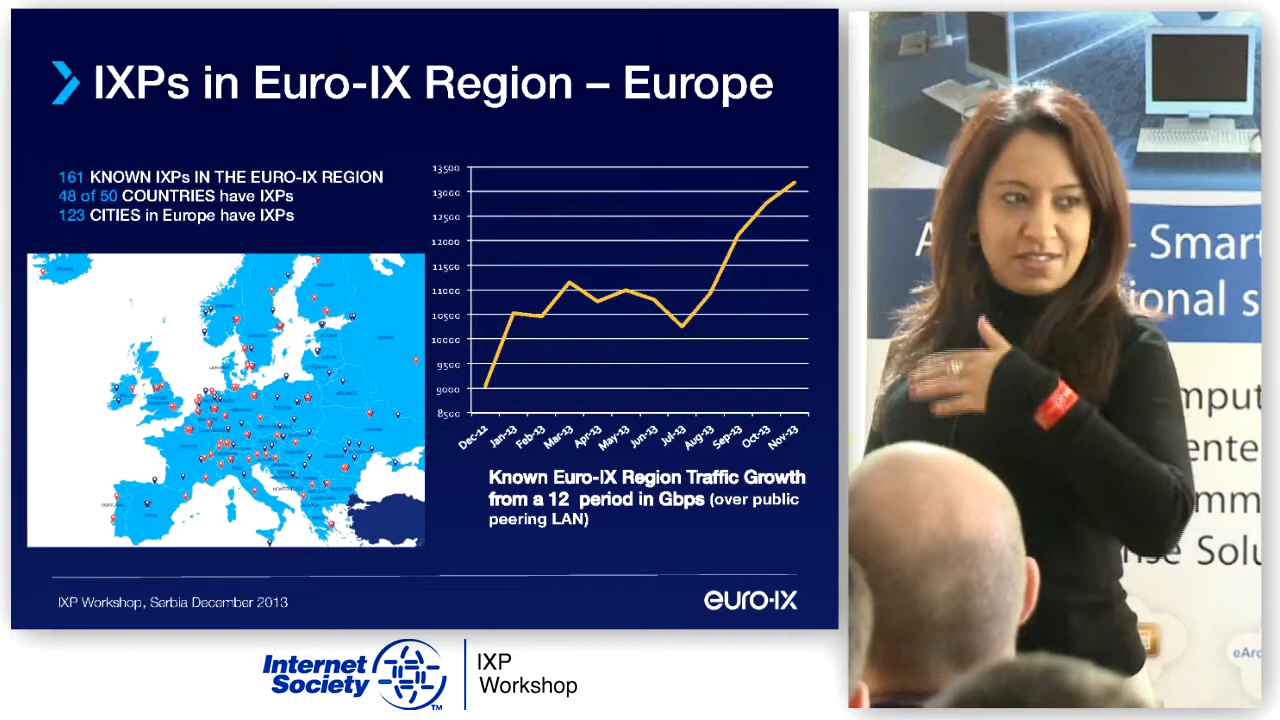 IXPs in Euro-IX Region – Europe
161 KNOWN IXPs IN THE EURO-IX REGION
48 of 50 COUNTRIES have IXPs
123 CITIES in Europe have IXPs
13500
13000
12500
12000
11500
11000
10500
10000
9500
9000
8500
Dec-12
Jan-13
Feb-13
Mar-13
Apr-13
May-13
Jun-13
Jul-13
Aug-13
Sep-13
Oct-13
Nov-13
Known Euro-IX Region Traffic Growth
from a 12 period in Gbps (over public
peering LAN)
IXP Workshop, Serbia December 2013
euro-ix
Internet
Society
TM
IXP
Workshop
- Smart
ional s
mput
ente
mm
se Solu
eArc